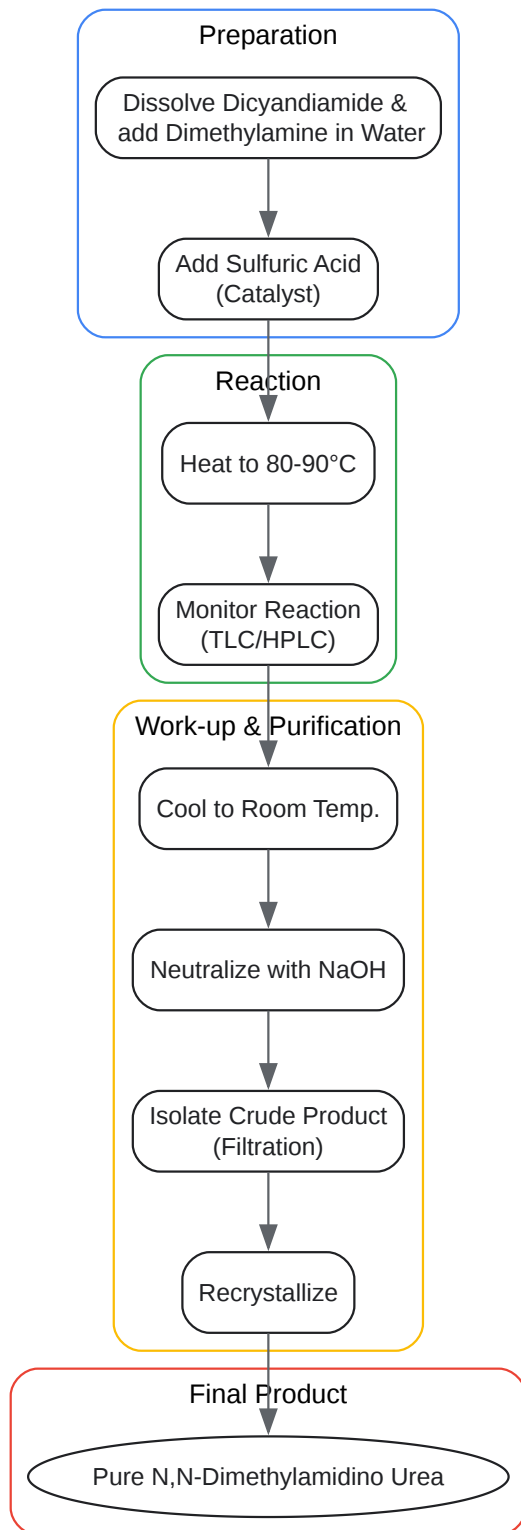 Preparation
Dissolve Dicyandiamide &
add Dimethylamine in Water
Add Sulfuric Acid
(Catalyst)
Reaction
Heat to 80-90°C
Monitor Reaction
(TLC/HPLC)
Work-up & Purification
Cool to Room Temp.
Neutralize with NaOH
Isolate Crude Product
(Filtration)
Recrystallize
Final Product
Pure N,N-Dimethylamidino Urea